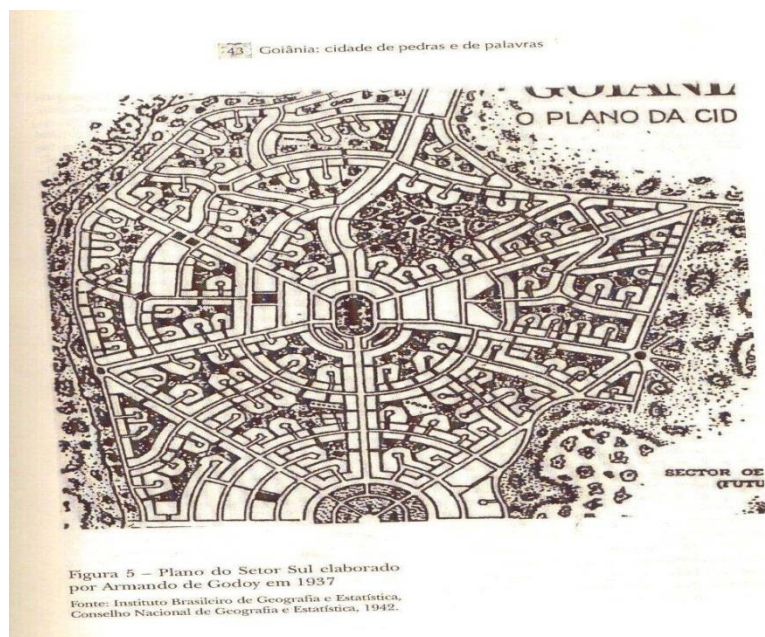 43 Goiânia: cidade de pedras e de palavras
O PLANO DA CID
SECTOR OE
(FUTU
Figura 5 – Plano do Setor Sul elaborado
por Armando de Godoy em 1937
Fonte: Instituto Brasileiro de Geografia e Estatística,
Conselho Nacional de Geografia e Estatística, 1942.